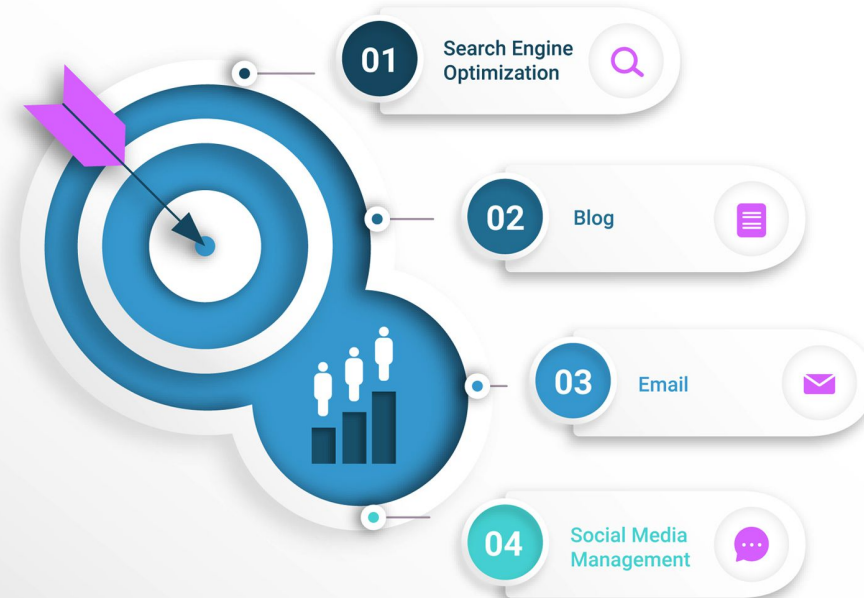 01
Search Engine
Optimization
02
Blog
03
Email
04
Social Media
Management